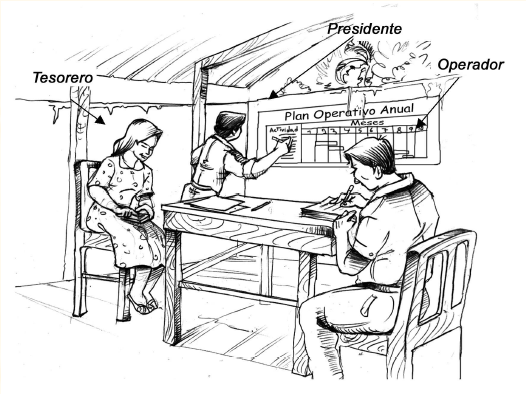 Presidente
Operador
Tesorero
Plan Operativo Anual
Meses
Actividad 1 2 3 4 5 6 7 8 9